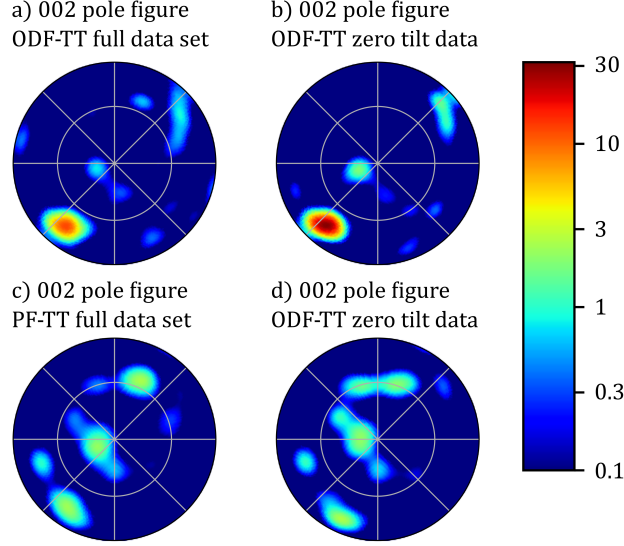 a) 002 pole figure
ODF-TT full data set
b) 002 pole figure
ODF-TT zero tilt data
c) 002 pole figure
PF-TT full data set
d) 002 pole figure
ODF-TT zero tilt data
30
10
3
1
0.3
0.1